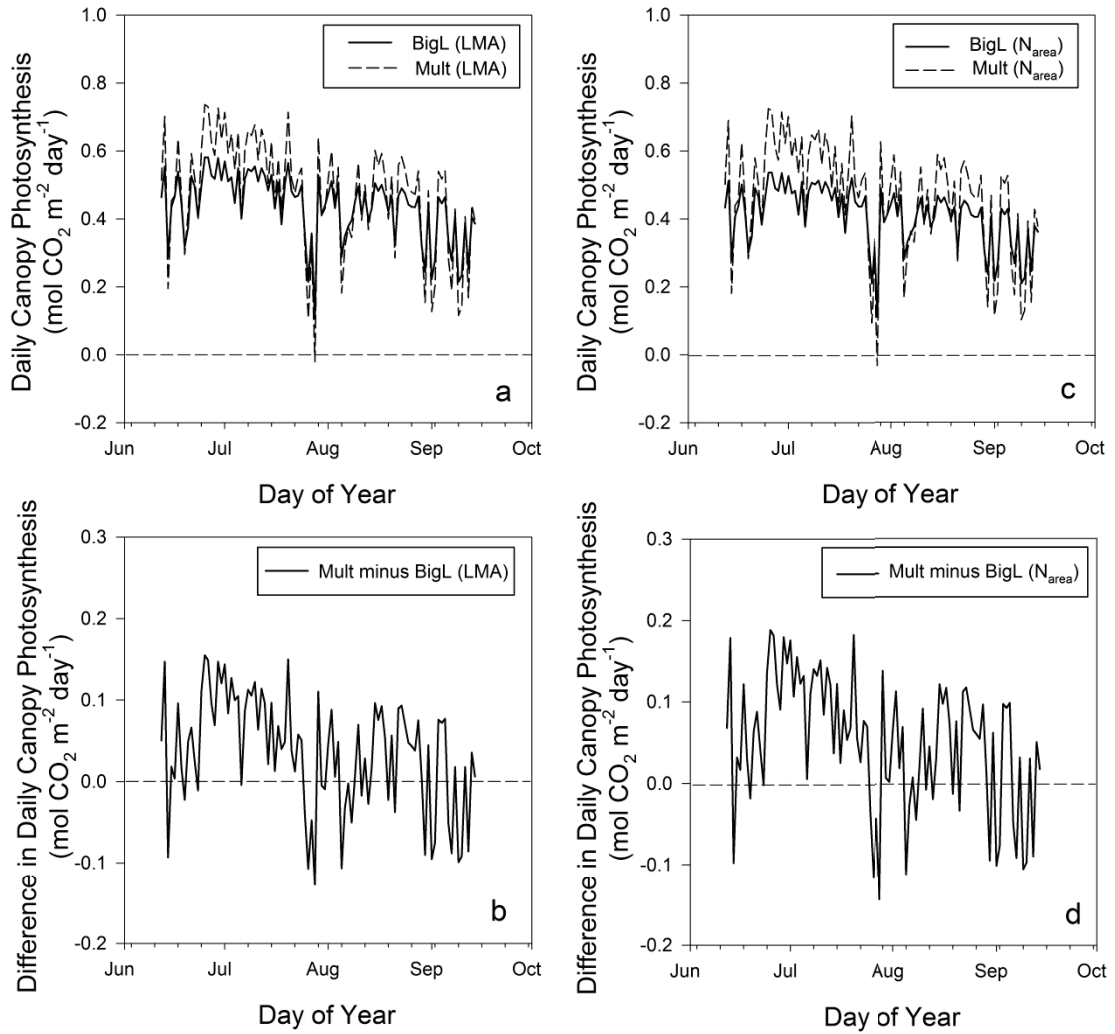 Daily Canopy Photosynthesis
(mol CO₂ m⁻² day⁻¹)
1.0
0.8
0.6
0.4
0.2
0.0
-0.2
BigL (LMA)
Mult (LMA)
a
Jun
Jul
Aug
Sep
Oct
Day of Year
Daily Canopy Photosynthesis
(mol CO₂ m⁻² day⁻¹)
1.0
0.8
0.6
0.4
0.2
0.0
-0.2
BigL (Narea)
Mult (Narea)
c
Jun
Jul
Aug
Sep
Oct
Day of Year
Difference in Daily Canopy Photosynthesis
(mol CO₂ m⁻² day⁻¹)
0.3
0.2
0.1
0.0
-0.1
-0.2
Mult minus BigL (LMA)
b
Jun
Jul
Aug
Sep
Oct
Day of Year
Difference in Daily Canopy Photosynthesis
(mol CO₂ m⁻² day⁻¹)
0.3
0.2
0.1
0.0
-0.1
-0.2
Mult minus BigL (Narea)
d
Jun
Jul
Aug
Sep
Oct
Day of Year